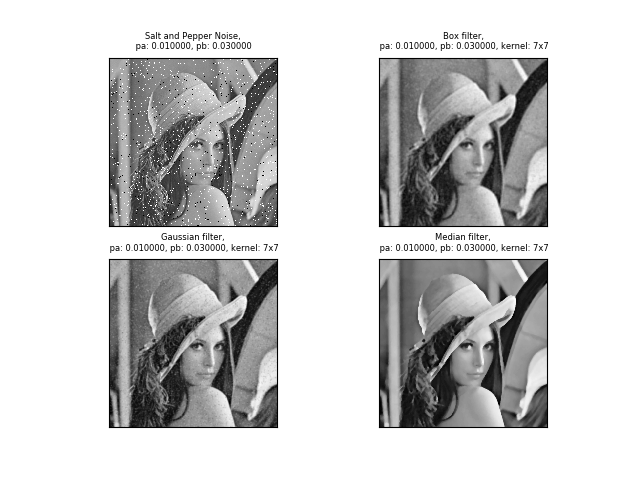 Salt and Pepper Noise,
pa: 0.010000, pb: 0.030000
Box filter,
pa: 0.010000, pb: 0.030000, kernel: 7x7
Gaussian filter,
pa: 0.010000, pb: 0.030000, kernel: 7x7
Median filter,
pa: 0.010000, pb: 0.030000, kernel: 7x7